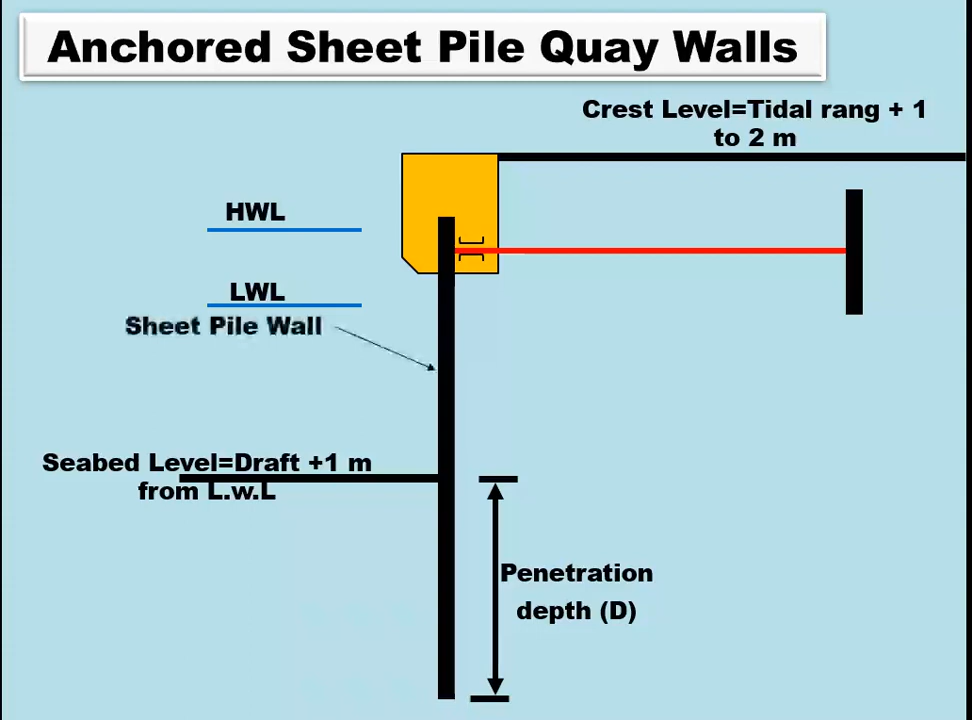 Anchored Sheet Pile Quay Walls
Crest Level=Tidal rang + 1
to 2 m
HWL
LWL
Sheet Pile Wall
Seabed Level=Draft +1 m
from L.w.L
Penetration
depth (D)